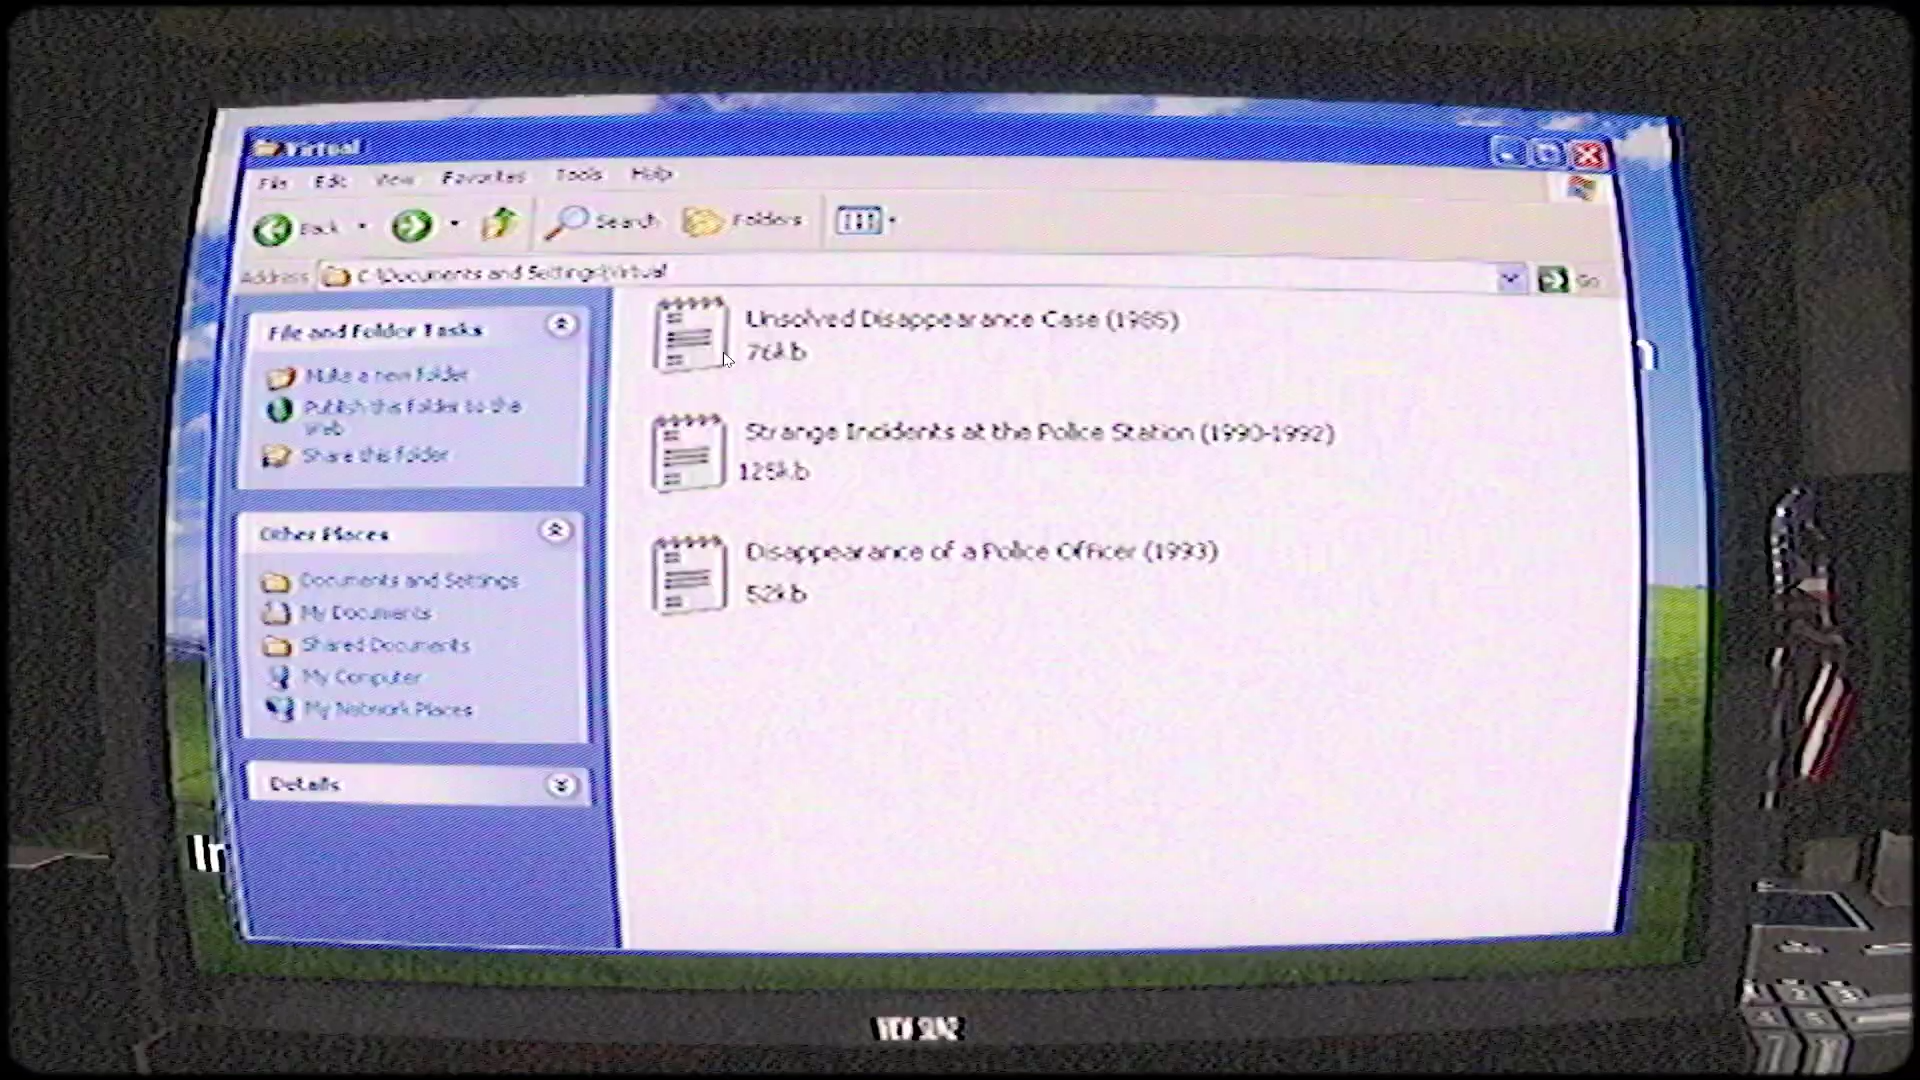 Virtual
File Edit View Favorites Tools Help
Back Search Folders
Address C:\Documents and Settings\Virtual Go
File and Folder Tasks
Make a new folder
Publish this folder to the
Web
Share this folder
Other Places
Documents and Settings
My Documents
Shared Documents
My Computer
My Network Places
Details
Unsolved Disappearance Case (1985)
76kb
Strange Incidents at the Police Station (1990-1992)
125kb
Disappearance of a Police Officer (1993)
52kb